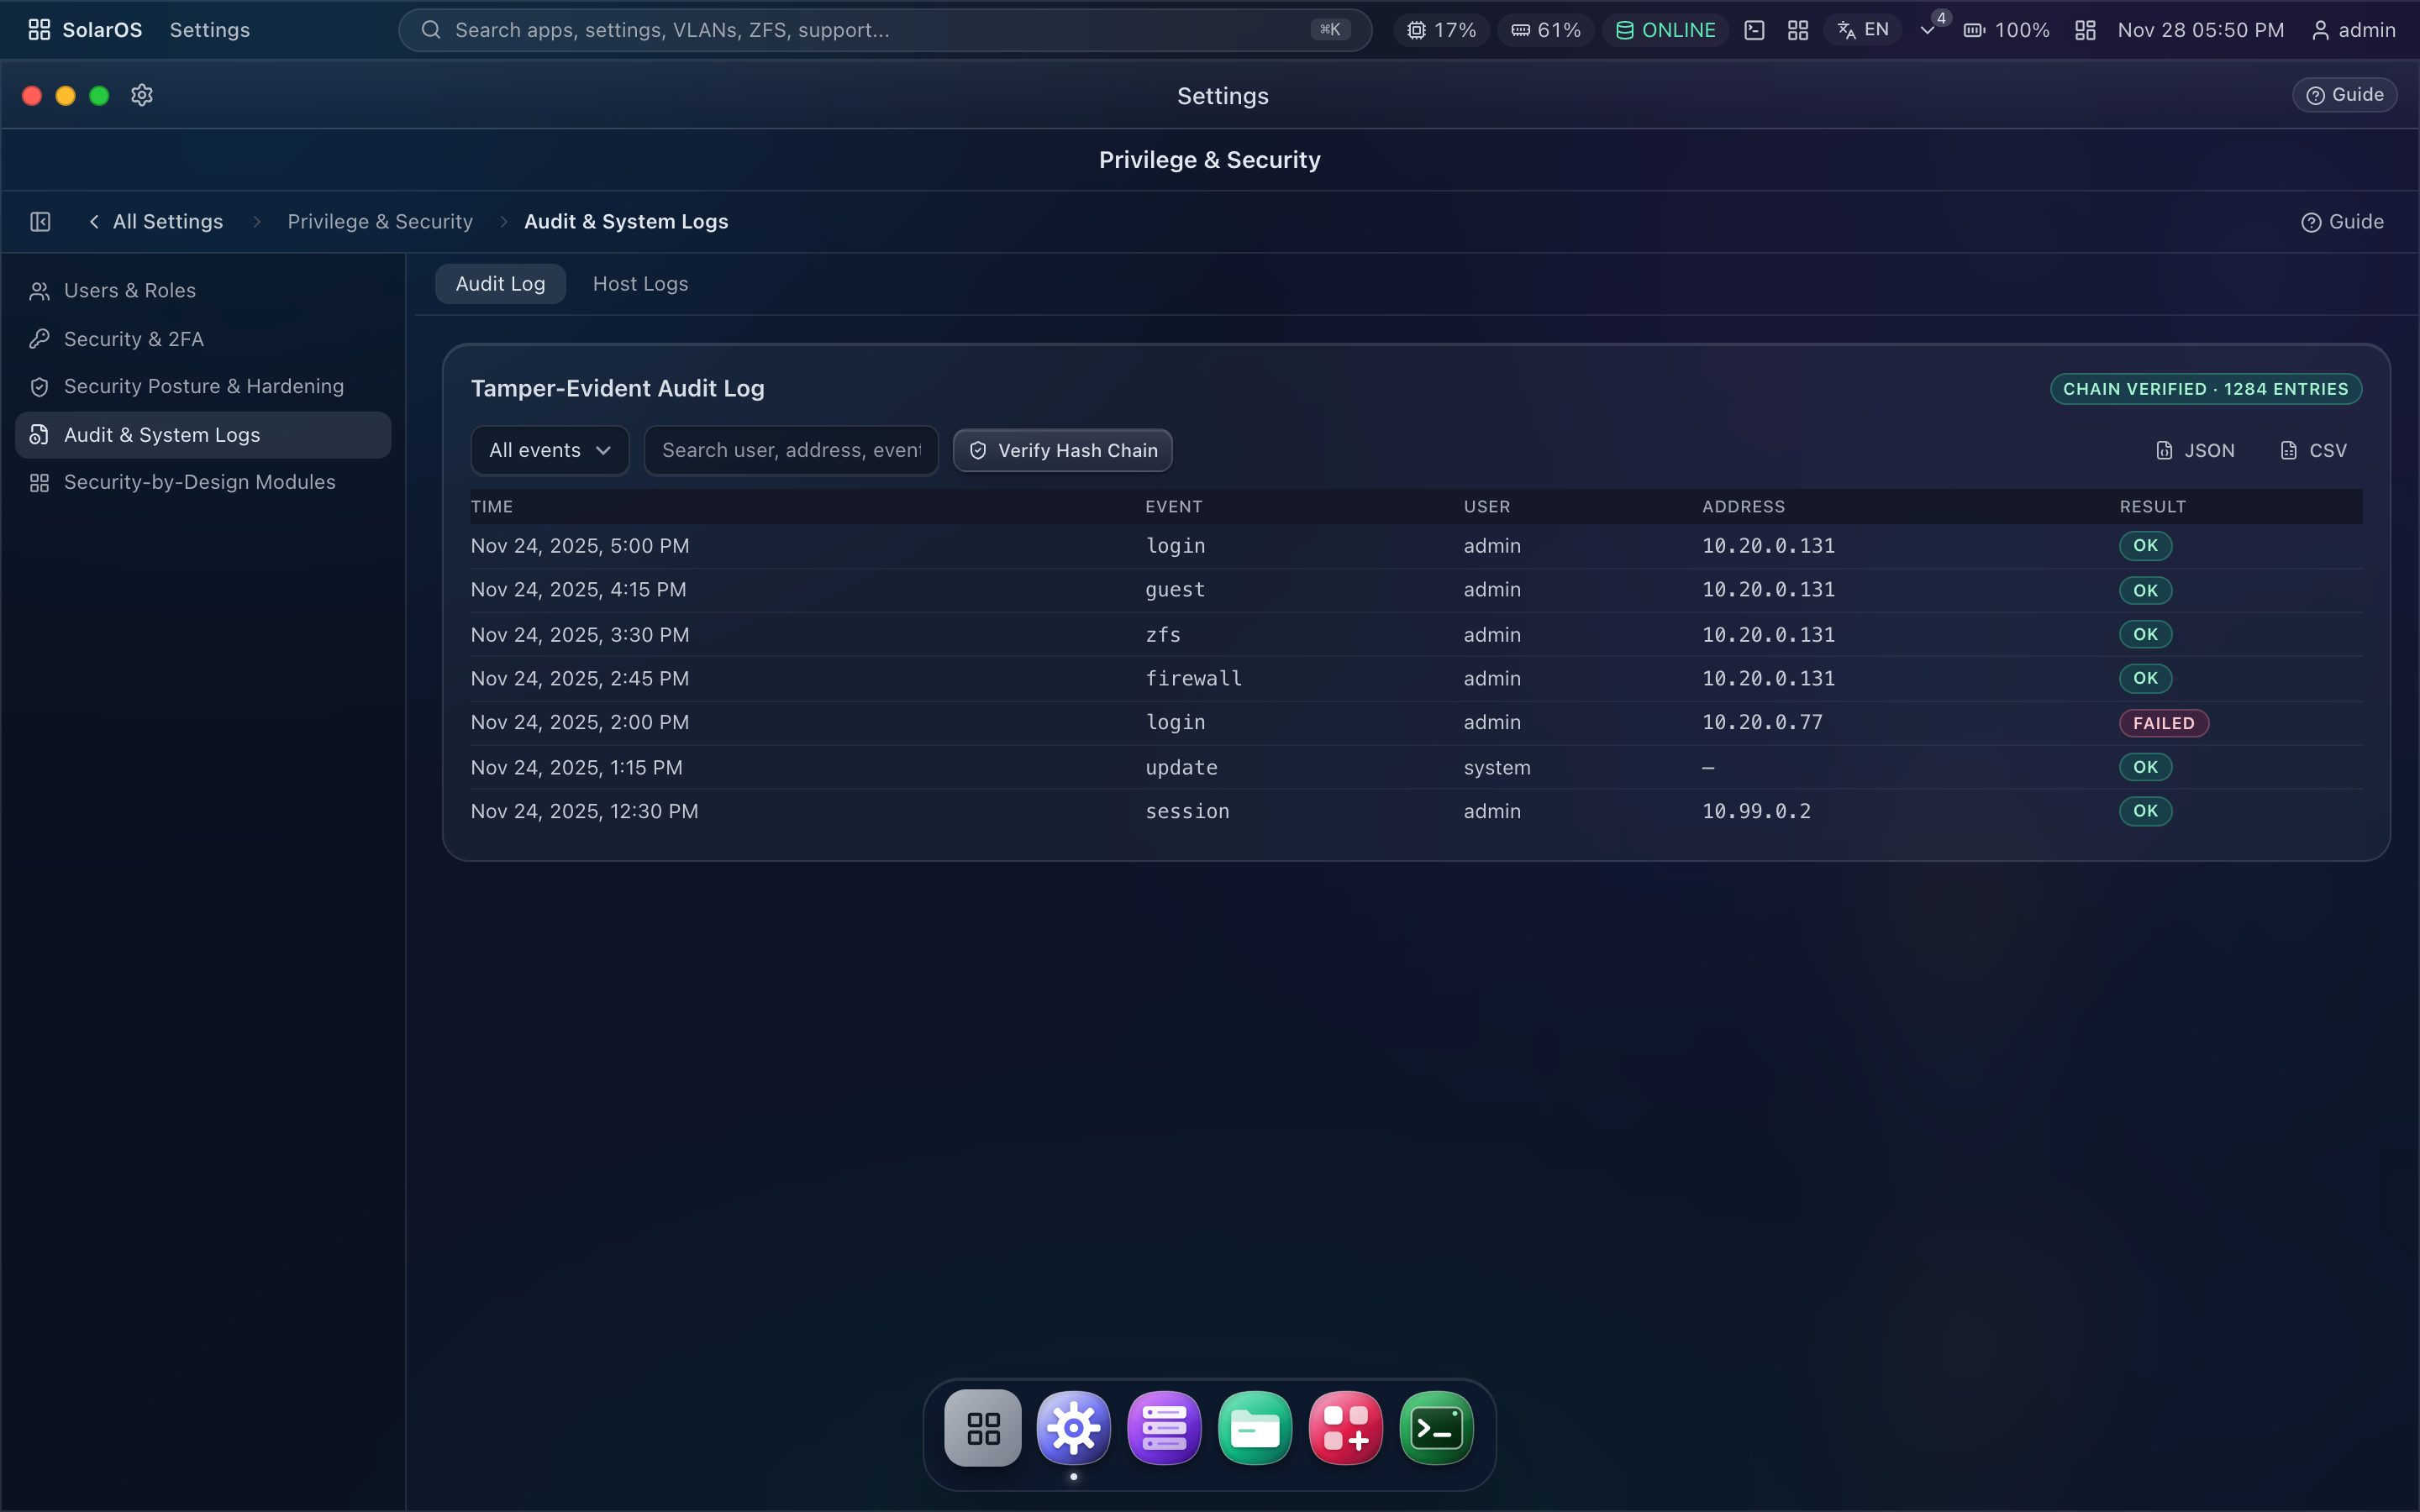 SolarOS Settings Search apps, settings, VLANs, ZFS, support... ⌘K 17% 61% ONLINE EN 4 100% Nov 28 05:50 PM admin
Settings Guide
Privilege & Security
All Settings Privilege & Security Audit & System Logs Guide
Users & Roles
Security & 2FA
Security Posture & Hardening
Audit & System Logs
Security-by-Design Modules
Audit Log Host Logs
Tamper-Evident Audit Log CHAIN VERIFIED · 1284 ENTRIES
All events Search user, address, event Verify Hash Chain JSON CSV
TIME EVENT USER ADDRESS RESULT
Nov 24, 2025, 5:00 PM login admin 10.20.0.131 OK
Nov 24, 2025, 4:15 PM guest admin 10.20.0.131 OK
Nov 24, 2025, 3:30 PM zfs admin 10.20.0.131 OK
Nov 24, 2025, 2:45 PM firewall admin 10.20.0.131 OK
Nov 24, 2025, 2:00 PM login admin 10.20.0.77 FAILED
Nov 24, 2025, 1:15 PM update system — OK
Nov 24, 2025, 12:30 PM session admin 10.99.0.2 OK